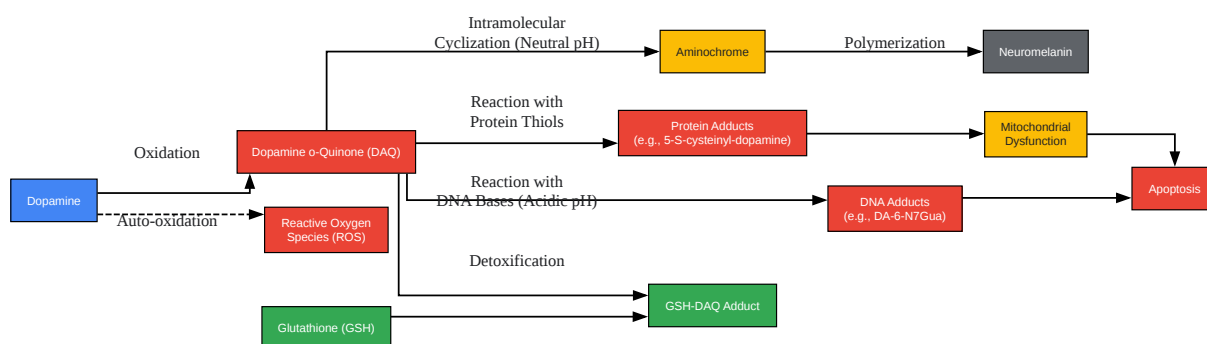 Intramolecular
Cyclization (Neutral pH)
Aminochrome
Polymerization
Neuromelanin
Reaction with
Protein Thiols
Protein Adducts
(e.g., 5-S-cysteinyl-dopamine)
Mitochondrial
Dysfunction
Oxidation
Dopamine o-Quinone (DAQ)
Dopamine
Auto-oxidation
Reactive Oxygen
Species (ROS)
Reaction with
DNA Bases (Acidic pH)
DNA Adducts
(e.g., DA-6-N7Gua)
Apoptosis
Detoxification
GSH-DAQ Adduct
Glutathione (GSH)